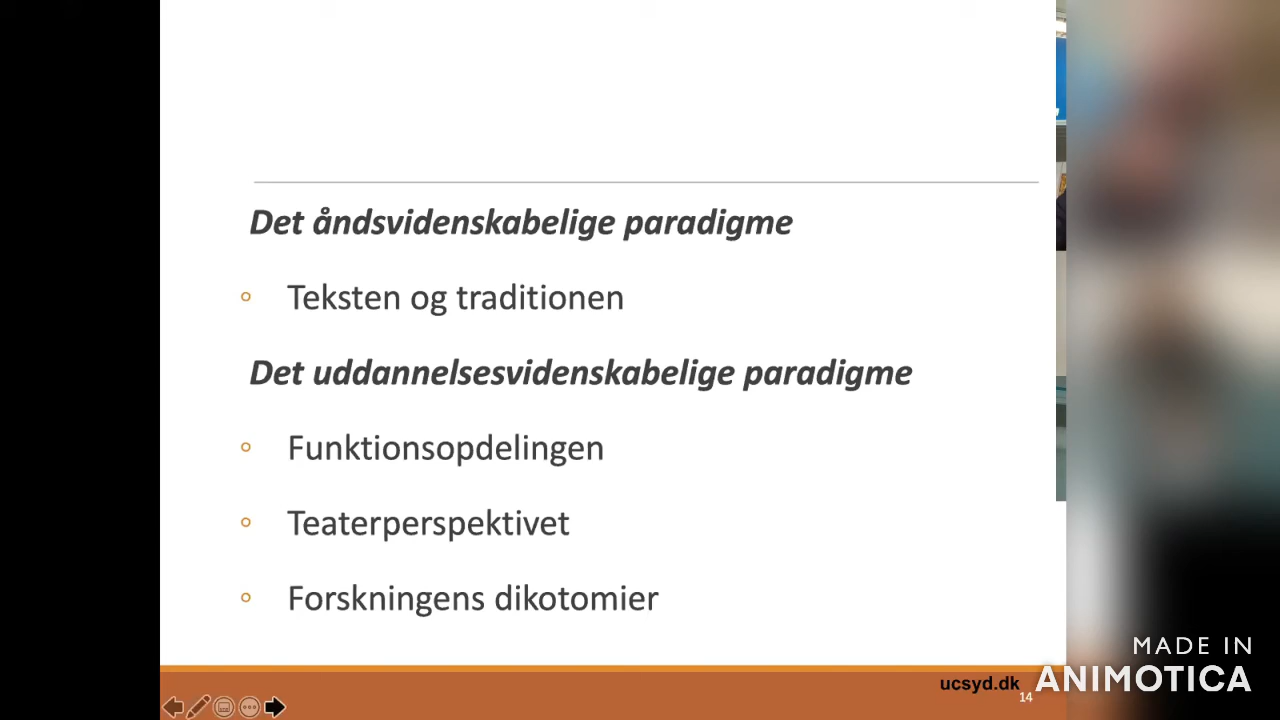 Det åndsvidenskabelige paradigme
Teksten og traditionen
Det uddannelsesvidenskabelige paradigme
Funktionsopdelingen
Teaterperspektivet
Forskningens dikotomier
ucsyd.dk
14
MADE IN
ANIMOTICA